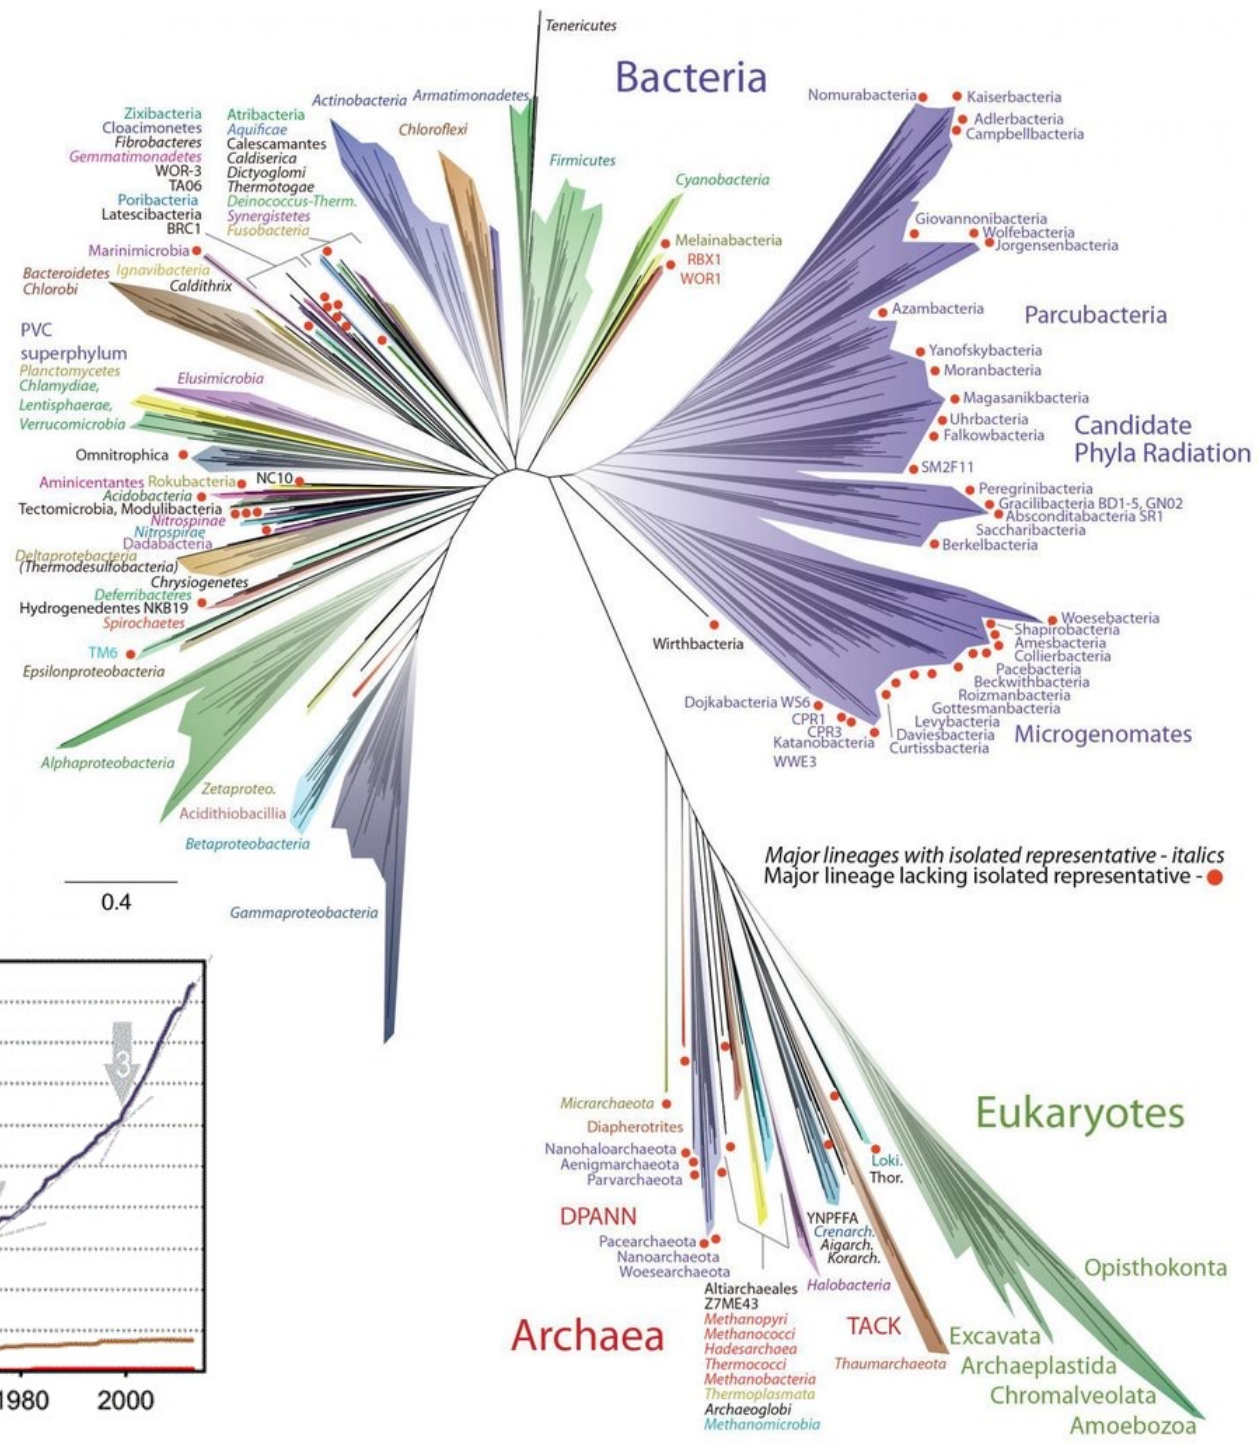 Tenericutes
Bacteria
Actinobacteria
Armatimonadetes
Nomurabacteria
Kaiserbacteria
Adlerbacteria
Campbellbacteria
Zixibacteria
Cloacimonetes
Fibrobacteres
Gemmatimonadetes
WOR-3
TA06
Poribacteria
Latescibacteria
BRC1
Atribacteria
Aquificae
Calescamantes
Caldiserica
Dictyoglomi
Thermotogae
Deinococcus-Therm.
Synergistetes
Fusobacteria
Chloroflexi
Firmicutes
Cyanobacteria
Melainabacteria
RBX1
WOR1
Giovannonibacteria
Wolfebacteria
Jorgensenbacteria
Marinimicrobia
Bacteroidetes
Ignavibacteria
Chlorobi
Caldithrix
Azambacteria
Parcubacteria
PVC
superphylum
Planctomycetes
Chlamydiae,
Lentisphaerae,
Verrucomicrobia
Elusimicrobia
Yanofskybacteria
Moranbacteria
Magasanikbacteria
Uhrbacteria
Falkowbacteria
Candidate
Phyla Radiation
SM2F11
Omnitrophica
Aminicentantes
Rokubacteria
NC10
Acidobacteria
Tectomicrobia, Modulibacteria
Nitrospinae
Nitrospirae
Dadabacteria
Deltaprotebacteria
(Thermodesulfobacteria)
Chrysiogenetes
Deferribacteres
Hydrogenedentes NKB19
Spirochaetes
TM6
Epsilonproteobacteria
Peregrinibacteria
Gracilibacteria BD1-5, GN02
Absconditabacteria SR1
Saccharibacteria
Berkelbacteria
Wirthbacteria
Woesebacteria
Shapirobacteria
Amesbacteria
Collierbacteria
Pacebacteria
Beckwithbacteria
Roizmanbacteria
Gottesmanbacteria
Levybacteria
Daviesbacteria
Curtissbacteria
Microgenomates
Dojkabacteria WS6
CPR1
CPR3
Katanobacteria
WWE3
Alphaproteobacteria
Zetaproteo.
Acidithiobacillia
Betaproteobacteria
Gammaproteobacteria
0.4
Major lineages with isolated representative - italics
Major lineage lacking isolated representative -
3
1980
2000
Micrarchaeota
Diapherotrites
Nanohaloarchaeota
Aenigmarchaeota
Parvarchaeota
DPANN
Pacearchaeota
Nanoarchaeota
Woesearchaeota
Archaea
Altiarchaeales
Z7ME43
Methanopyri
Methanococci
Hadesarchaea
Thermococci
Methanobacteria
Thermoplasmata
Archaeoglobi
Methanomicrobia
Halobacteria
YNPFFA
Crenarch.
Aigarch.
Korarch.
Loki.
Thor.
TACK
Thaumarchaeota
Eukaryotes
Opisthokonta
Excavata
Archaeplastida
Chromalveolata
Amoebozoa